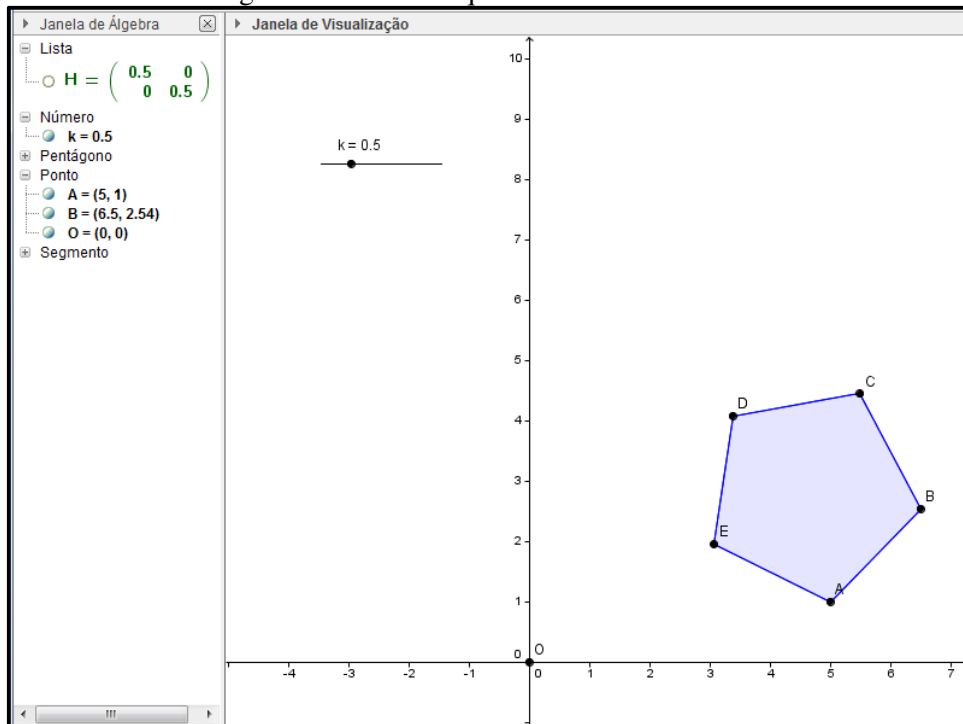 Janela de Álgebra
Lista
H = ( 0.5 0
0 0.5 )
Número
k = 0.5
Pentágono
Ponto
A = (5, 1)
B = (6.5, 2.54)
O = (0, 0)
Segmento
Janela de Visualização
k = 0.5
10
9
8
7
6
5
4
3
2
1
0
C
D
B
E
A
O
-4 -3 -2 -1 0 1 2 3 4 5 6 7